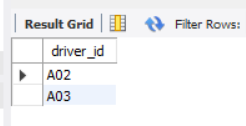 Result Grid Filter Rows:
driver_id
A02
A03